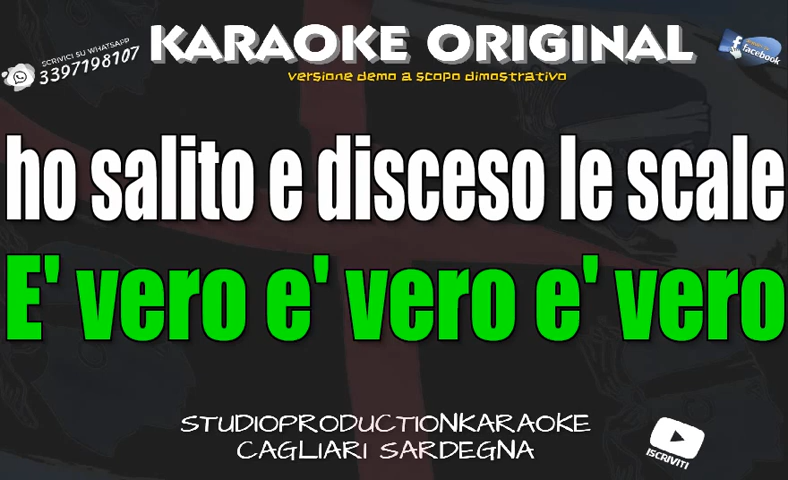 SCRIVICI SU WHATSAPP
3397198107
KARAOKE ORIGINAL
versione demo a scopo dimostrativo
facebook
ho salito e disceso le scale
E' vero e' vero e' vero
STUDIOPRODUCTIONKARAOKE
CAGLIARI SARDEGNA
ISCRIVITI